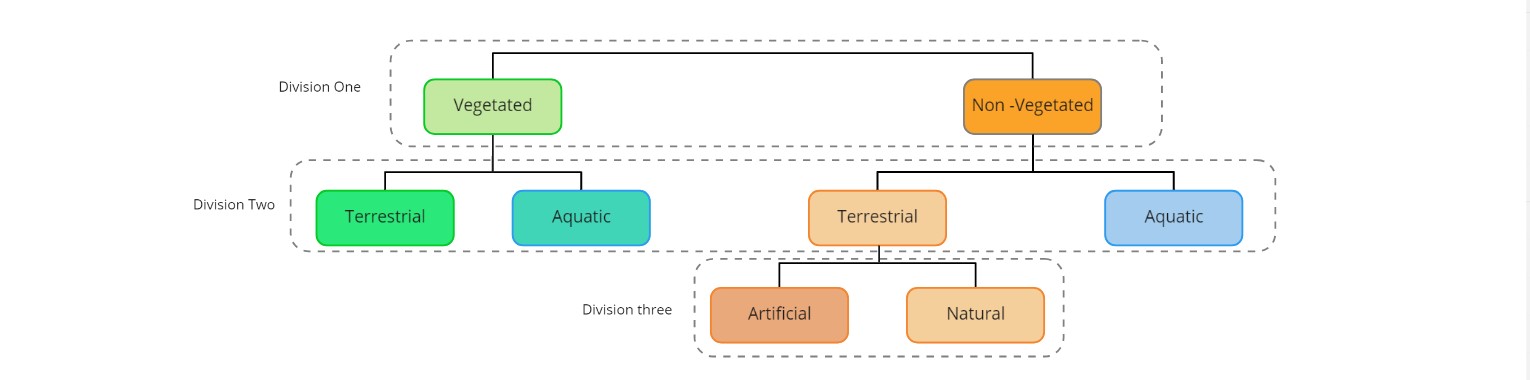 Division One
Vegetated
Non -Vegetated
Division Two
Terrestrial
Aquatic
Terrestrial
Aquatic
Division three
Artificial
Natural